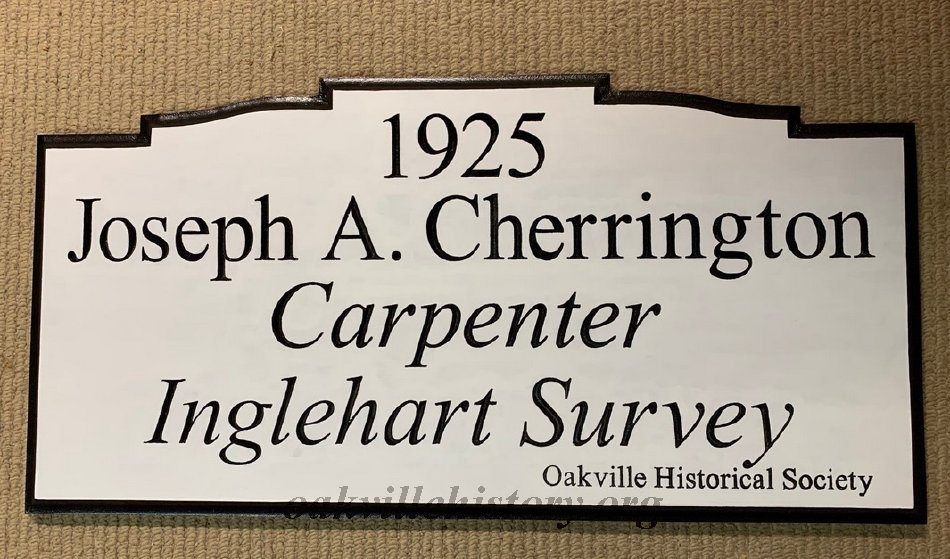 1925
Joseph A. Cherrington
Carpenter
Inglehart Survey
Oakville Historical Society
oakvillehistory.org